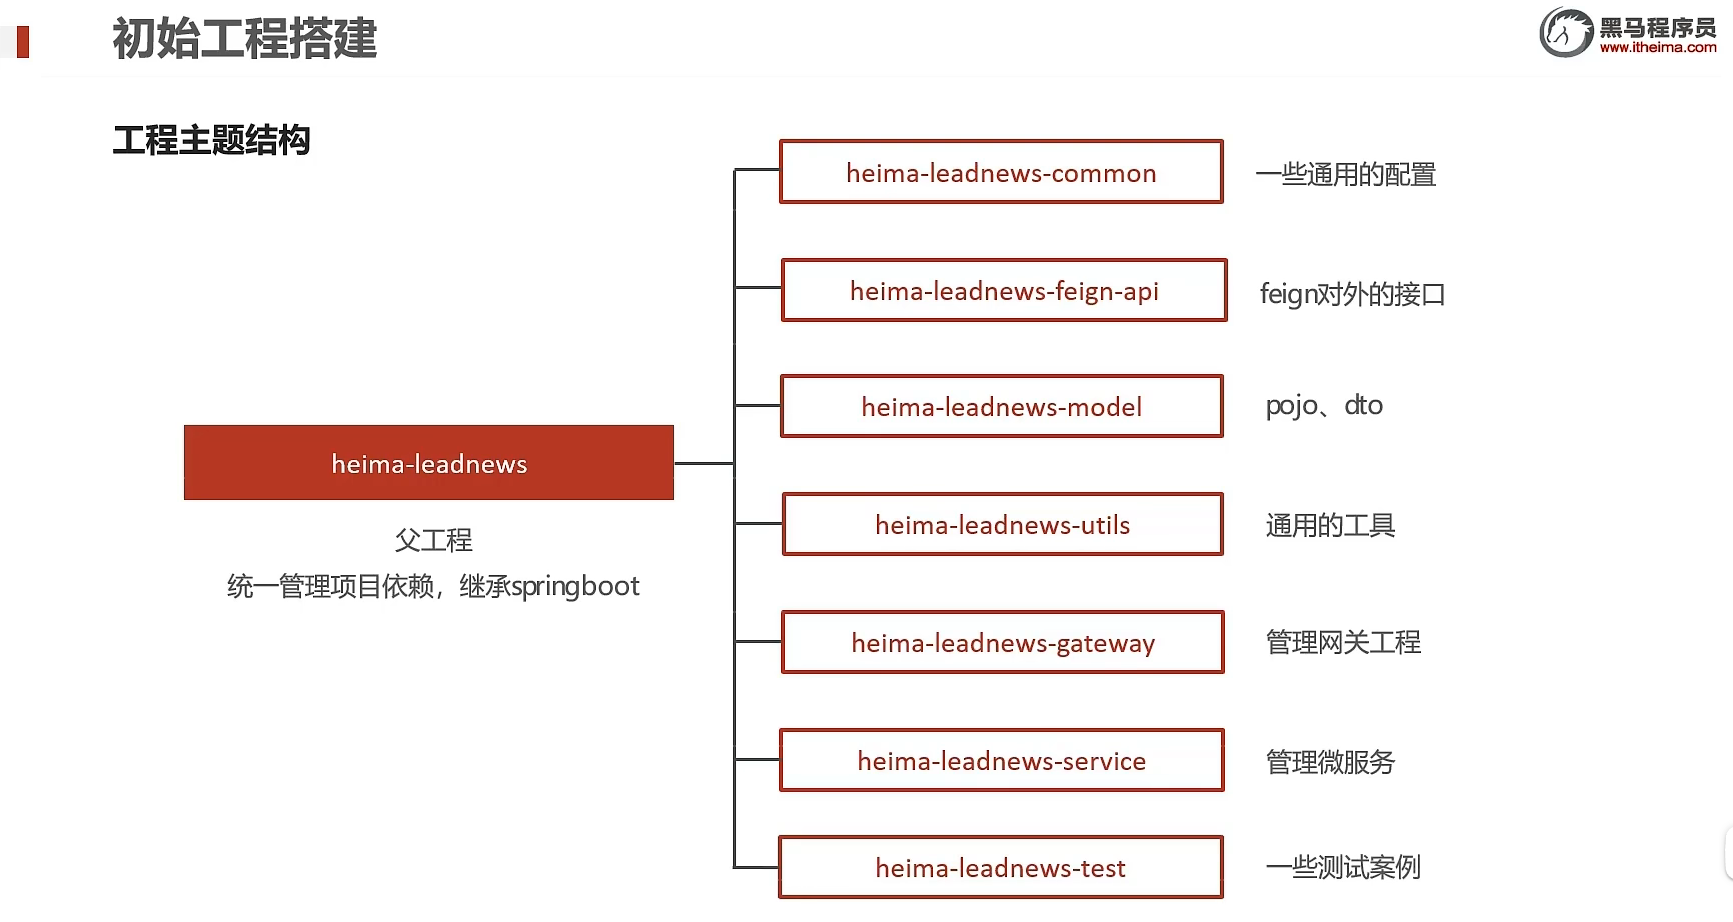 初始工程搭建
黑马程序员
www.itheima.com
工程主题结构
heima-leadnews
父工程
统一管理项目依赖，继承springboot
heima-leadnews-common
一些通用的配置
heima-leadnews-feign-api
feign对外的接口
heima-leadnews-model
pojo、dto
heima-leadnews-utils
通用的工具
heima-leadnews-gateway
管理网关工程
heima-leadnews-service
管理微服务
heima-leadnews-test
一些测试案例